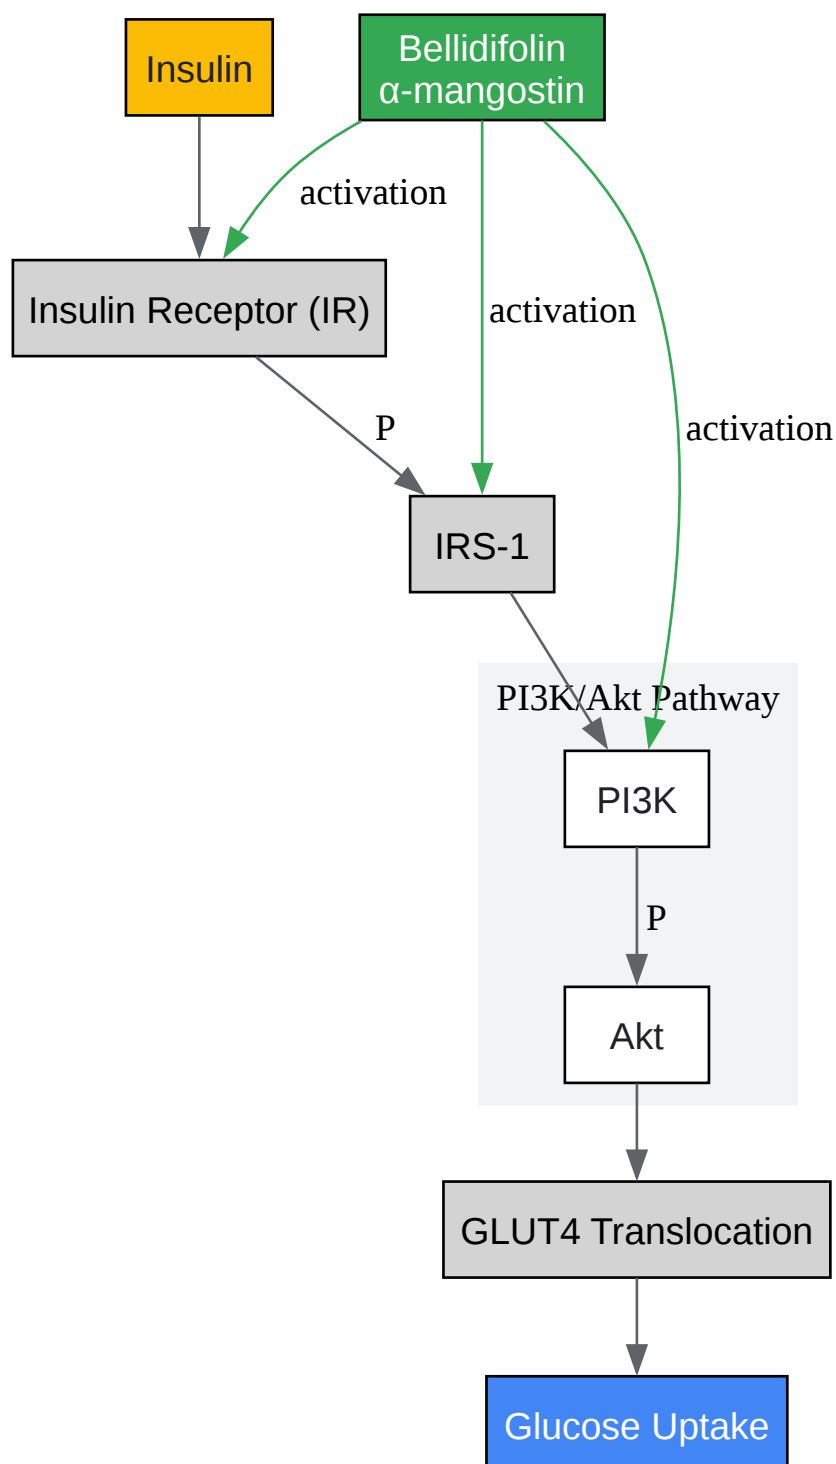 Insulin
Bellidifolin
α-mangostin
activation
Insulin Receptor (IR)
activation
P
activation
IRS-1
PI3K/Akt Pathway
PI3K
P
Akt
GLUT4 Translocation
Glucose Uptake